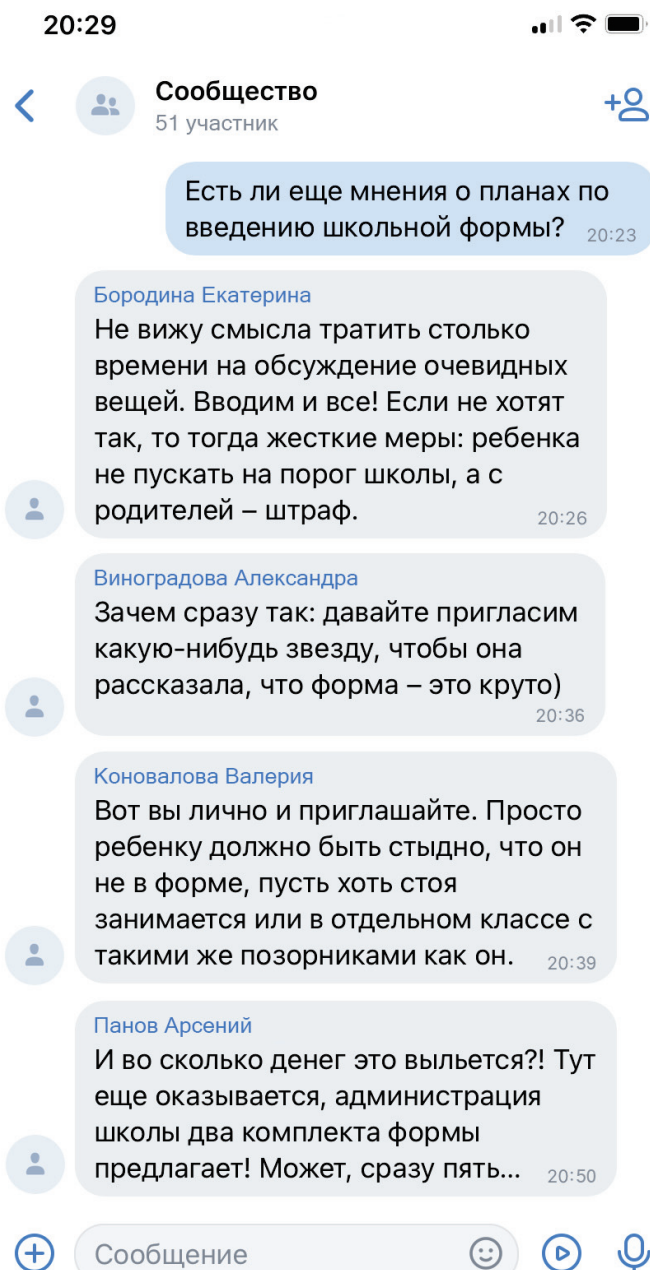 20:29
Сообщество
51 участник
Есть ли еще мнения о планах по
введению школьной формы? 20:23
Бородина Екатерина
Не вижу смысла тратить столько
времени на обсуждение очевидных
вещей. Вводим и все! Если не хотят
так, то тогда жесткие меры: ребенка
не пускать на порог школы, а с
родителей – штраф. 20:26
Виноградова Александра
Зачем сразу так: давайте пригласим
какую-нибудь звезду, чтобы она
рассказала, что форма – это круто)
20:36
Коновалова Валерия
Вот вы лично и приглашайте. Просто
ребенку должно быть стыдно, что он
не в форме, пусть хоть стоя
занимается или в отдельном классе с
такими же позорниками как он. 20:39
Панов Арсений
И во сколько денег это выльется?! Тут
еще оказывается, администрация
школы два комплекта формы
предлагает! Может, сразу пять... 20:50
Сообщение